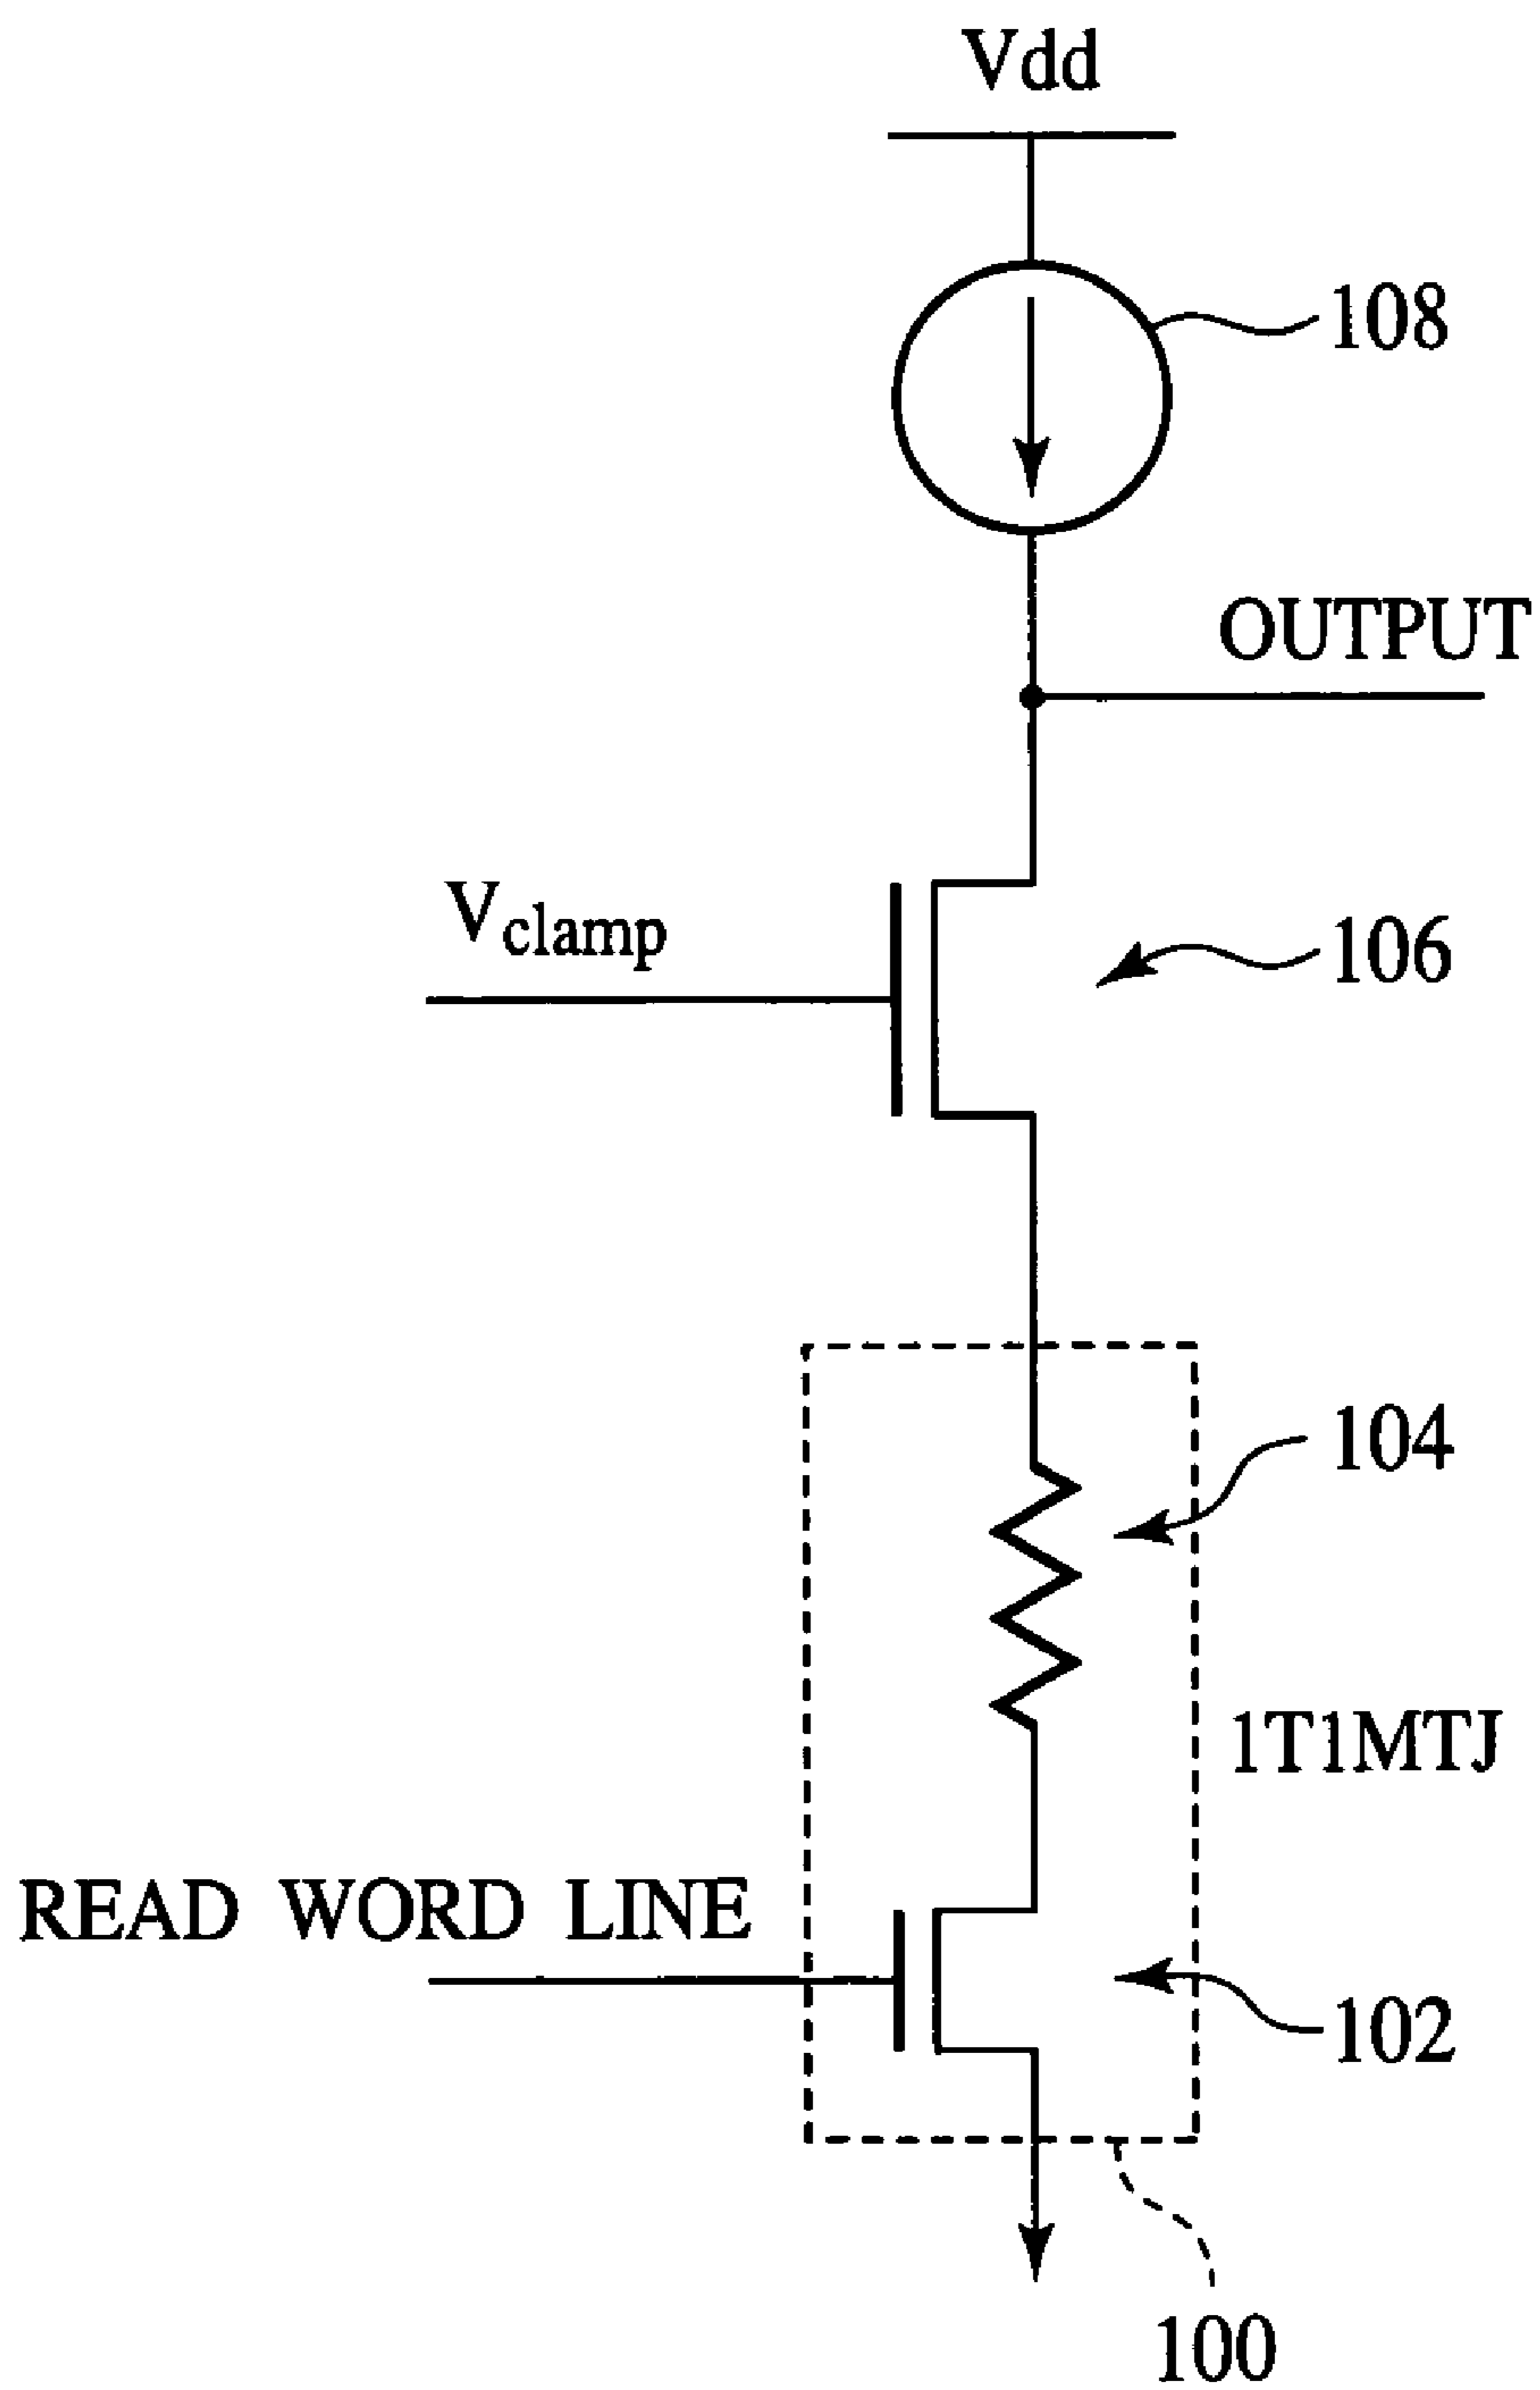 Vdd
108
OUTPUT
Vclamp
106
104
1T1MTJ
READ WORD LINE
102
100